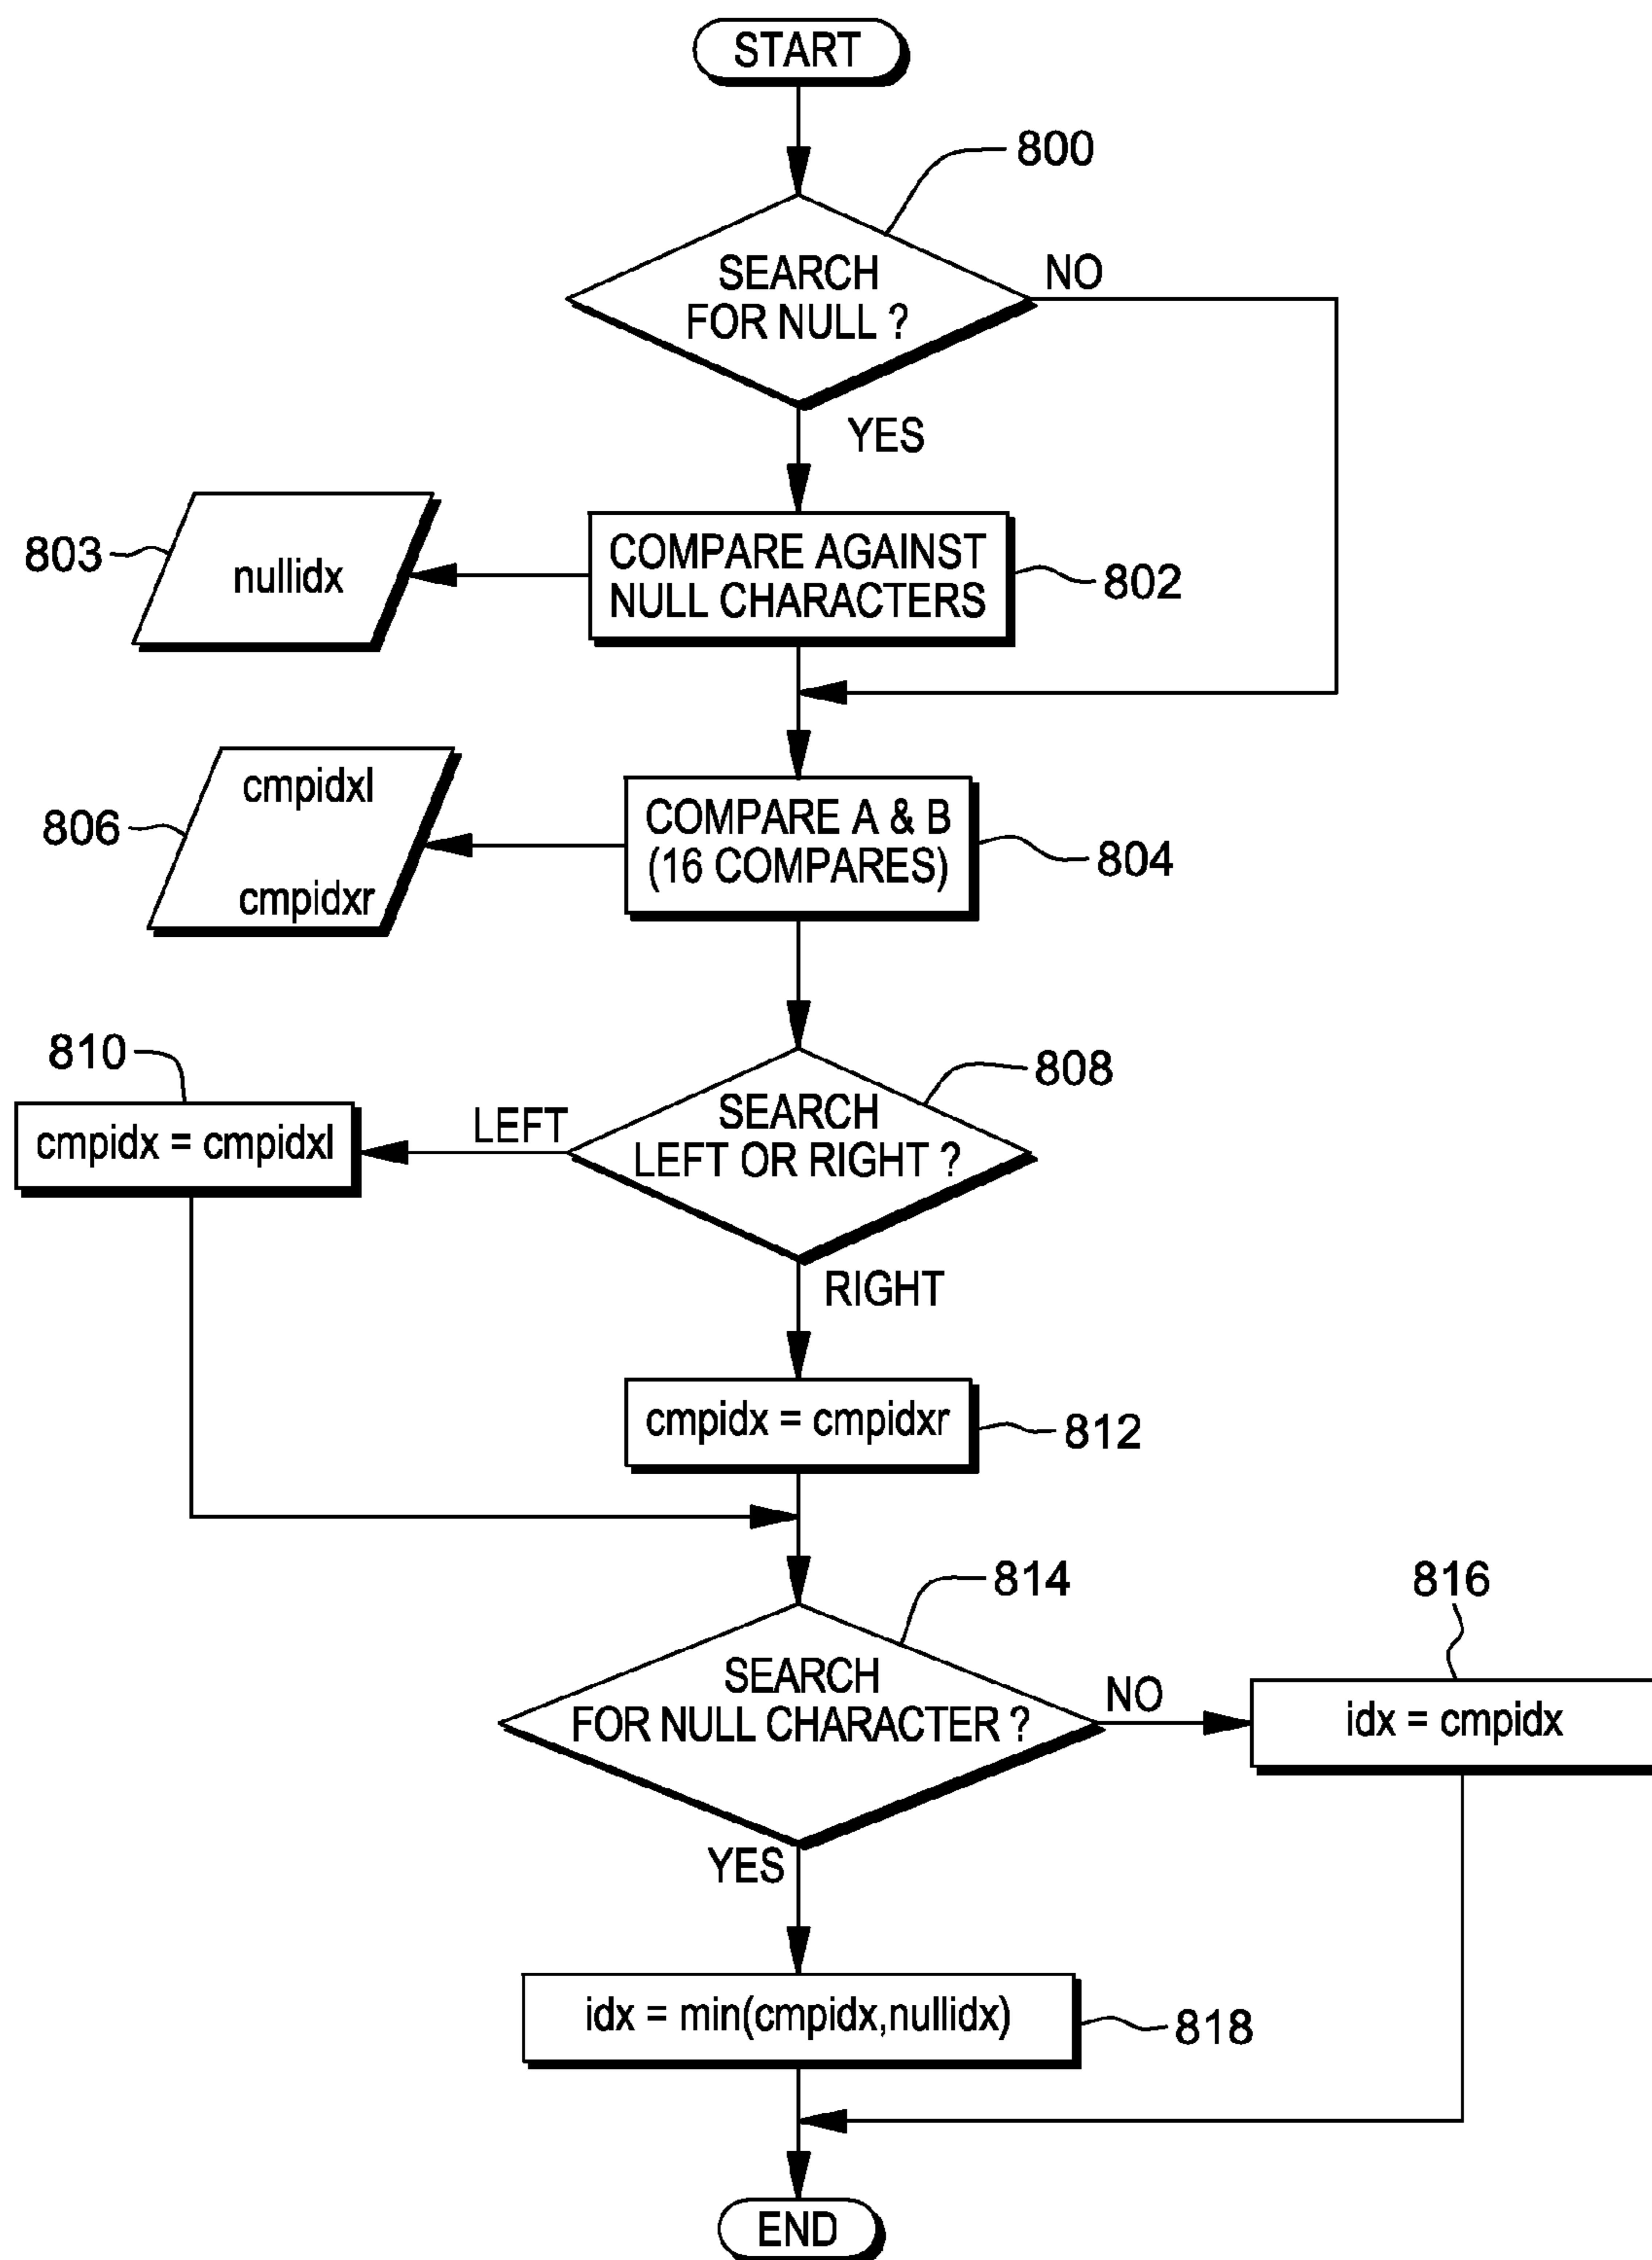 START
800
SEARCH
FOR NULL ?
NO
YES
803
nullidx
COMPARE AGAINST
NULL CHARACTERS
802
806
cmpidxl
cmpidxr
COMPARE A & B
(16 COMPARES)
804
810
cmpidx = cmpidxl
LEFT
SEARCH
LEFT OR RIGHT ?
808
RIGHT
cmpidx = cmpidxr
812
814
SEARCH
FOR NULL CHARACTER ?
NO
816
idx = cmpidx
YES
idx = min(cmpidx,nullidx)
818
END